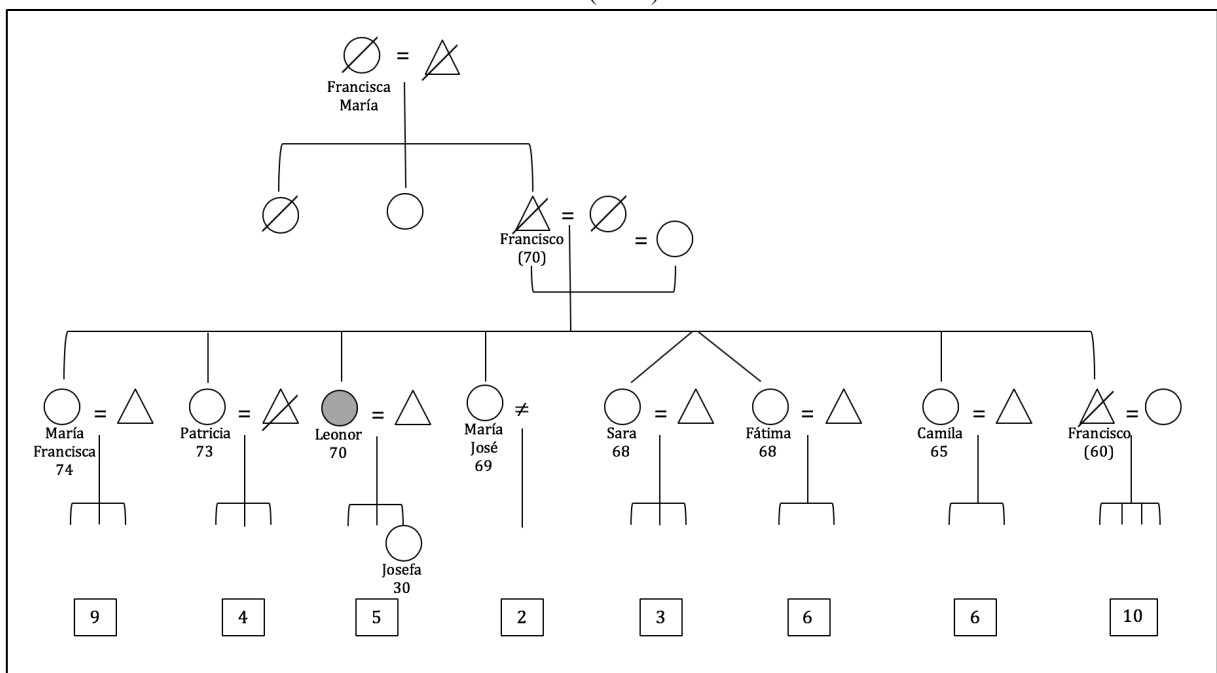 Francisca
María
=
=
=
Francisco
(70)
=
=
=
≠
=
=
=
=
María
Francisca
74
Patricia
73
Leonor
70
María
José
69
Sara
68
Fátima
68
Camila
65
Francisco
(60)
Josefa
30
9
4
5
2
3
6
6
10